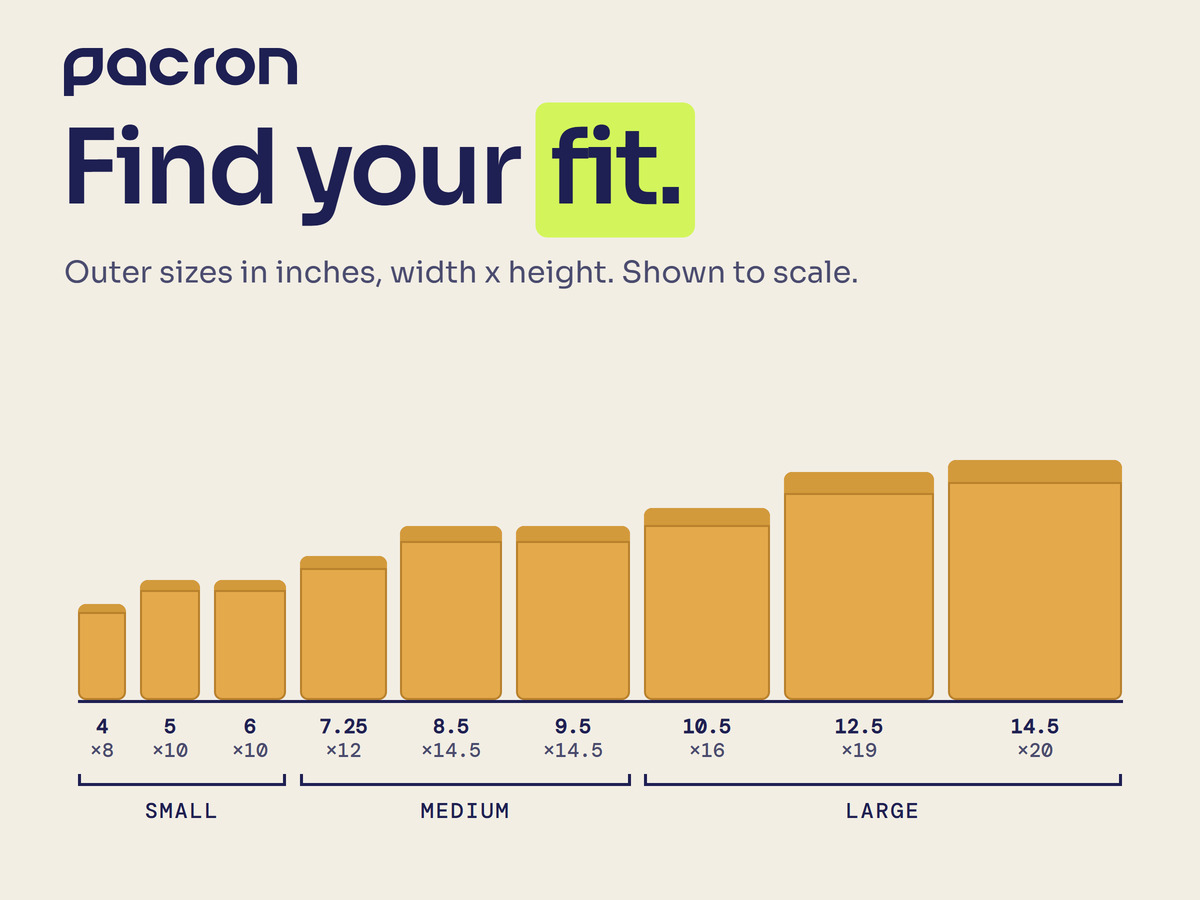 pacron
Find your fit.
Outer sizes in inches, width x height. Shown to scale.
4 5 6 7.25 8.5 9.5 10.5 12.5 14.5
×8 ×10 ×10 ×12 ×14.5 ×14.5 ×16 ×19 ×20
SMALL MEDIUM LARGE